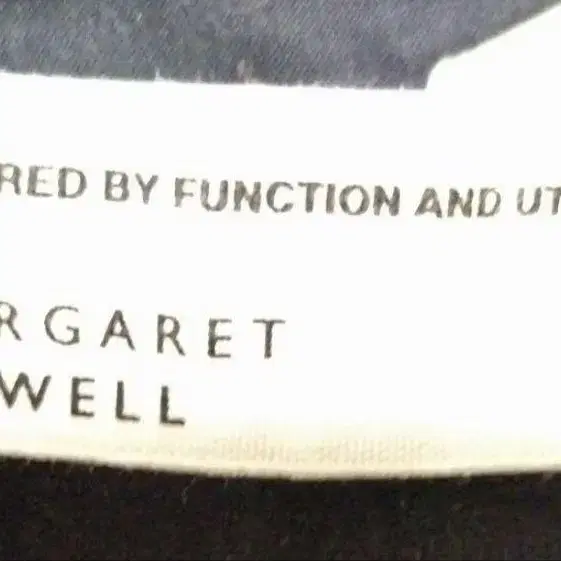 RED BY FUNCTION AND UT
RGARET
WELL